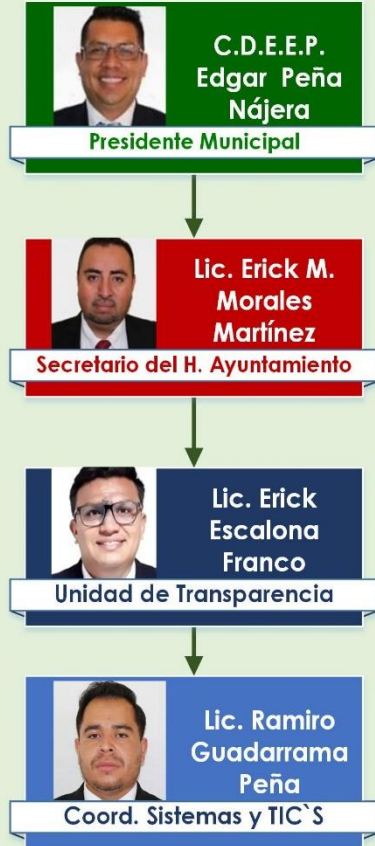 C.D.E.E.P.
Edgar Peña
Nájera
Presidente Municipal
Lic. Erick M.
Morales
Martínez
Secretario del H. Ayuntamiento
Lic. Erick
Escalona
Franco
Unidad de Transparencia
Lic. Ramiro
Guadarrama
Peña
Coord. Sistemas y TIC`S